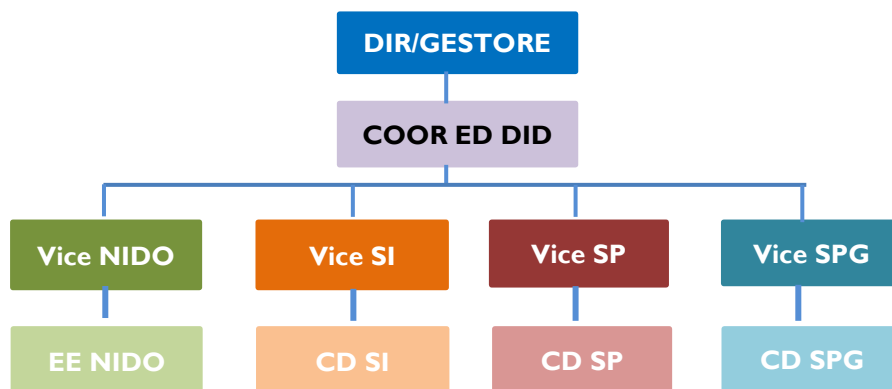 DIR/GESTORE
COOR ED DID
Vice NIDO
Vice SI
Vice SP
Vice SPG
EE NIDO
CD SI
CD SP
CD SPG